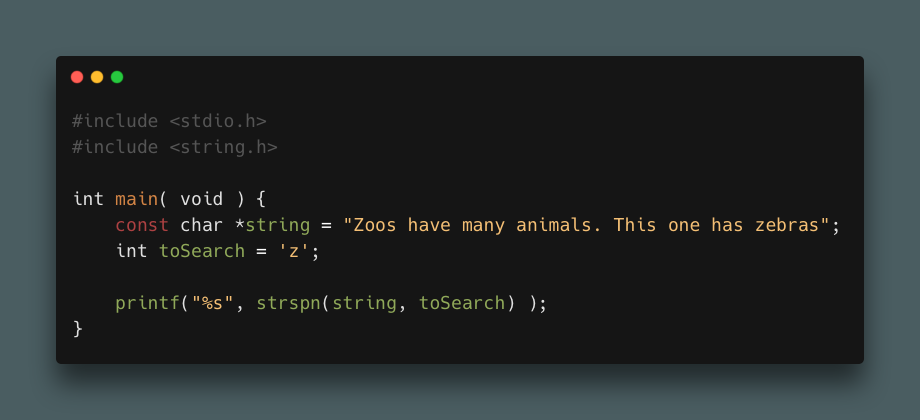 #include <stdio.h>
#include <string.h>
int main( void ) {
const char *string = "Zoos have many animals. This one has zebras";
int toSearch = 'z';
printf("%s", strspn(string, toSearch) );
}